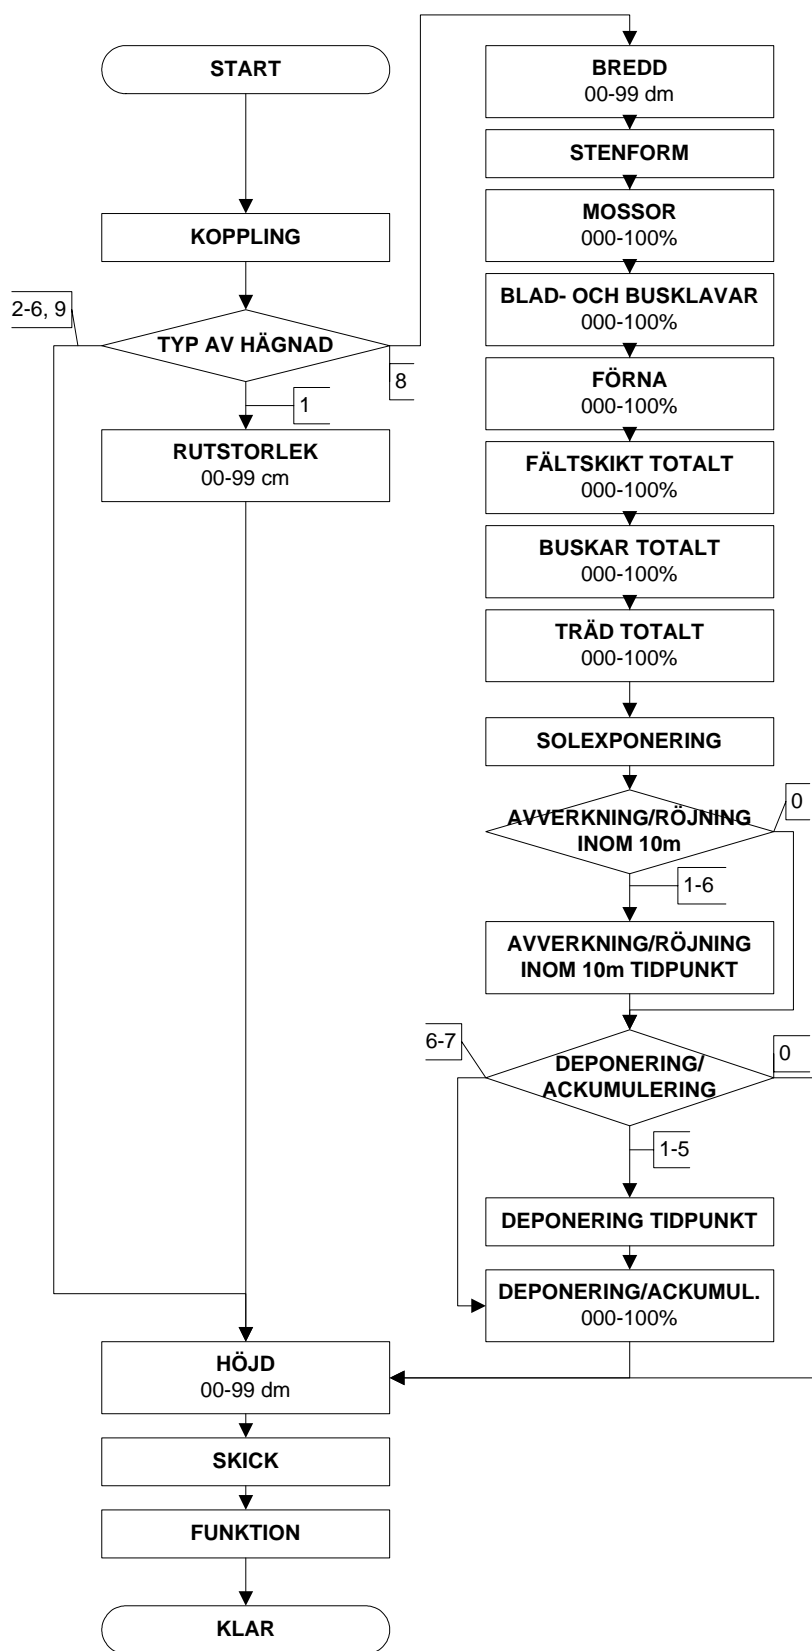 START
KOPPLING
2-6, 9
TYP AV HÄGNAD
8
1
RUTSTORLEK
00-99 cm
BREDD
00-99 dm
STENFORM
MOSSOR
000-100%
BLAD- OCH BUSKLAVAR
000-100%
FÖRNA
000-100%
FÄLTSKIKT TOTALT
000-100%
BUSKAR TOTALT
000-100%
TRÄD TOTALT
000-100%
SOLEXPONERING
AVVERKNING/RÖJNING
INOM 10m
0
1-6
AVVERKNING/RÖJNING
INOM 10m TIDPUNKT
6-7
DEPONERING/
ACKUMULERING
0
1-5
DEPONERING TIDPUNKT
DEPONERING/ACKUMUL.
000-100%
HÖJD
00-99 dm
SKICK
FUNKTION
KLAR